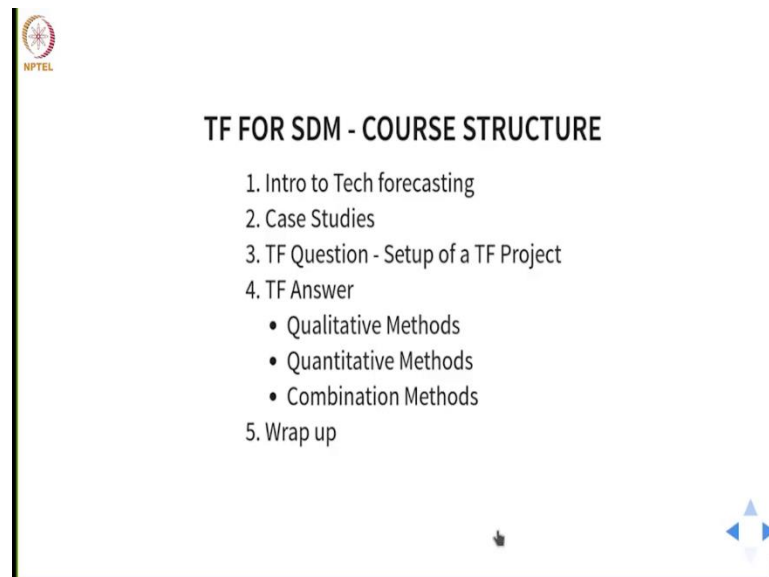 NPTEL
TF FOR SDM - COURSE STRUCTURE
1. Intro to Tech forecasting
2. Case Studies
3. TF Question - Setup of a TF Project
4. TF Answer
• Qualitative Methods
• Quantitative Methods
• Combination Methods
5. Wrap up